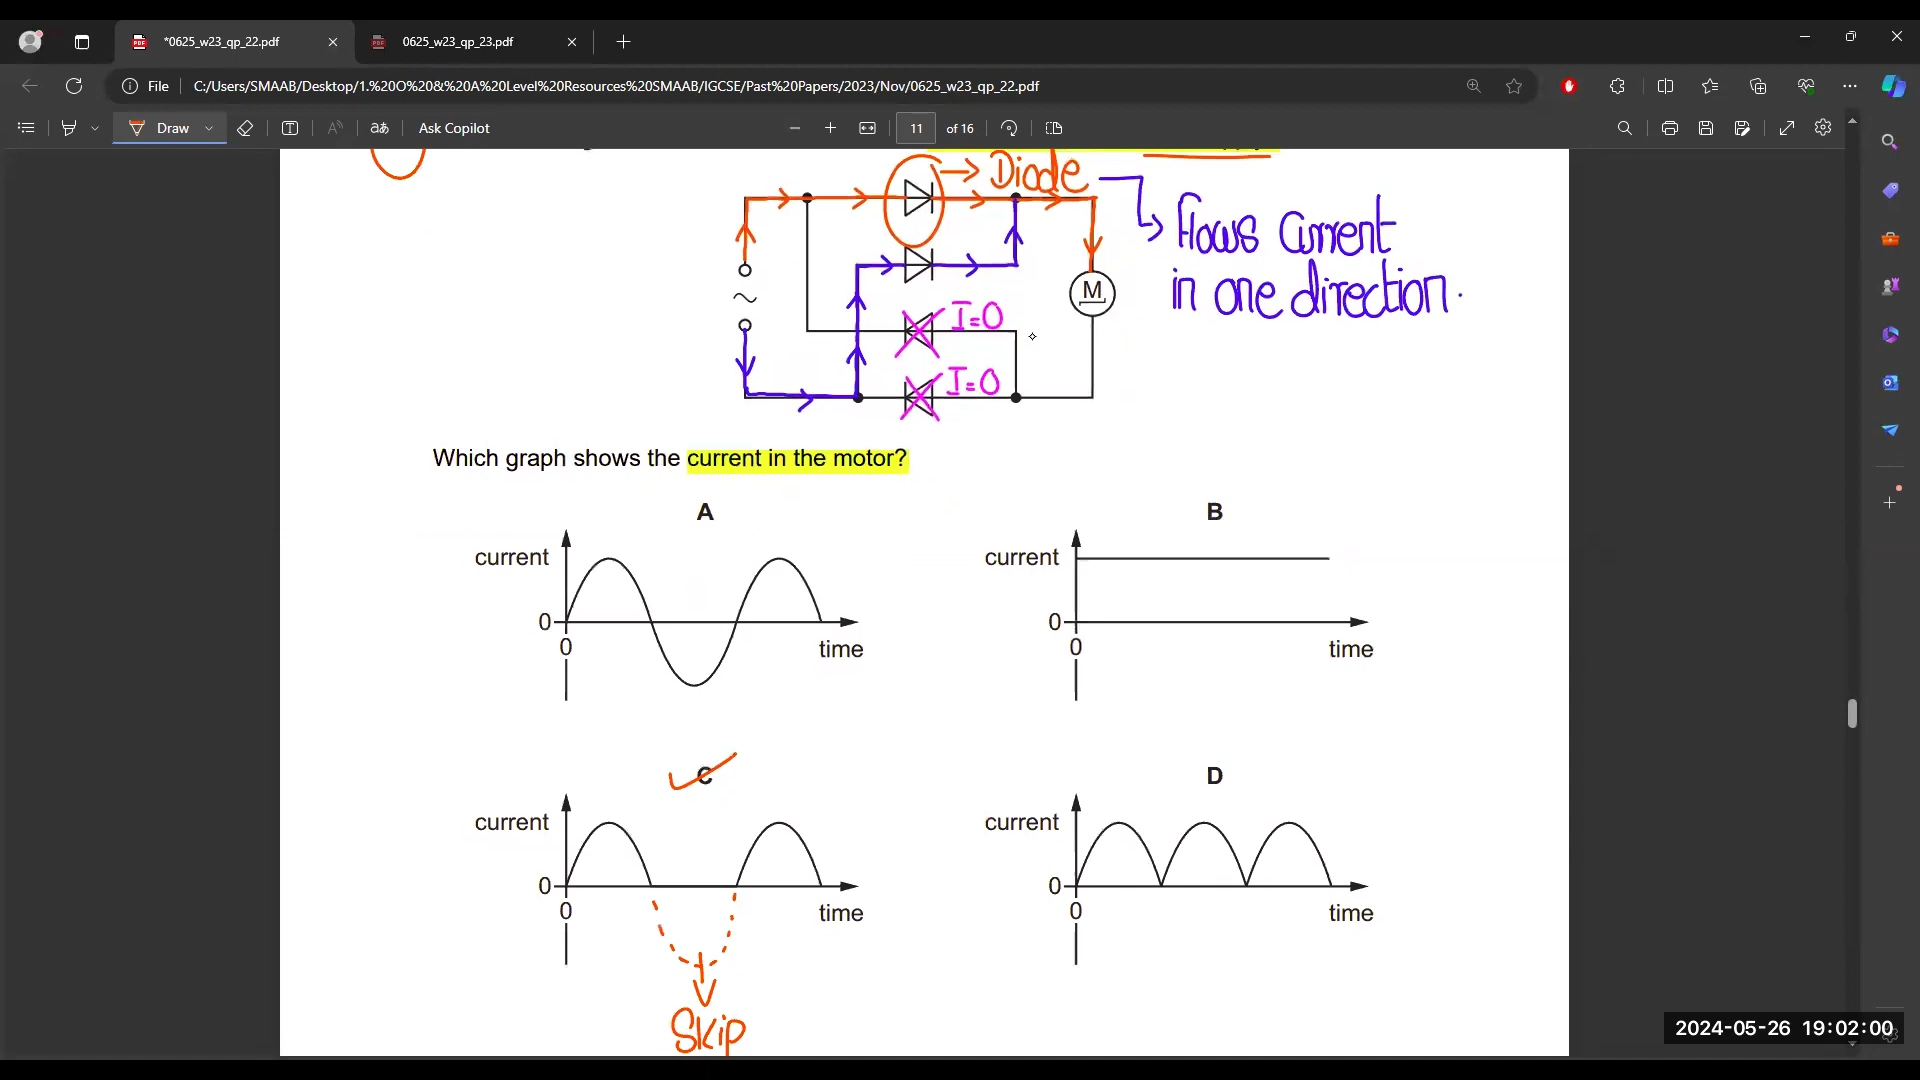 *0625_w23_qp_22.pdf
0625_w23_qp_23.pdf
File
C:/Users/SMAAB/Desktop/1.%20O%20&%20A%20Level%20Resources%20SMAAB/IGCSE/Past%20Papers/2023/Nov/0625_w23_qp_22.pdf
Draw
Ask Copilot
11 of 16
Diode
flows Current
in one direction.
M
I=0
I=0
Which graph shows the current in the motor?
A
B
current
current
0
0
0
0
time
time
C
D
current
current
0
0
0
0
time
time
Skip
2024-05-26 19:02:00